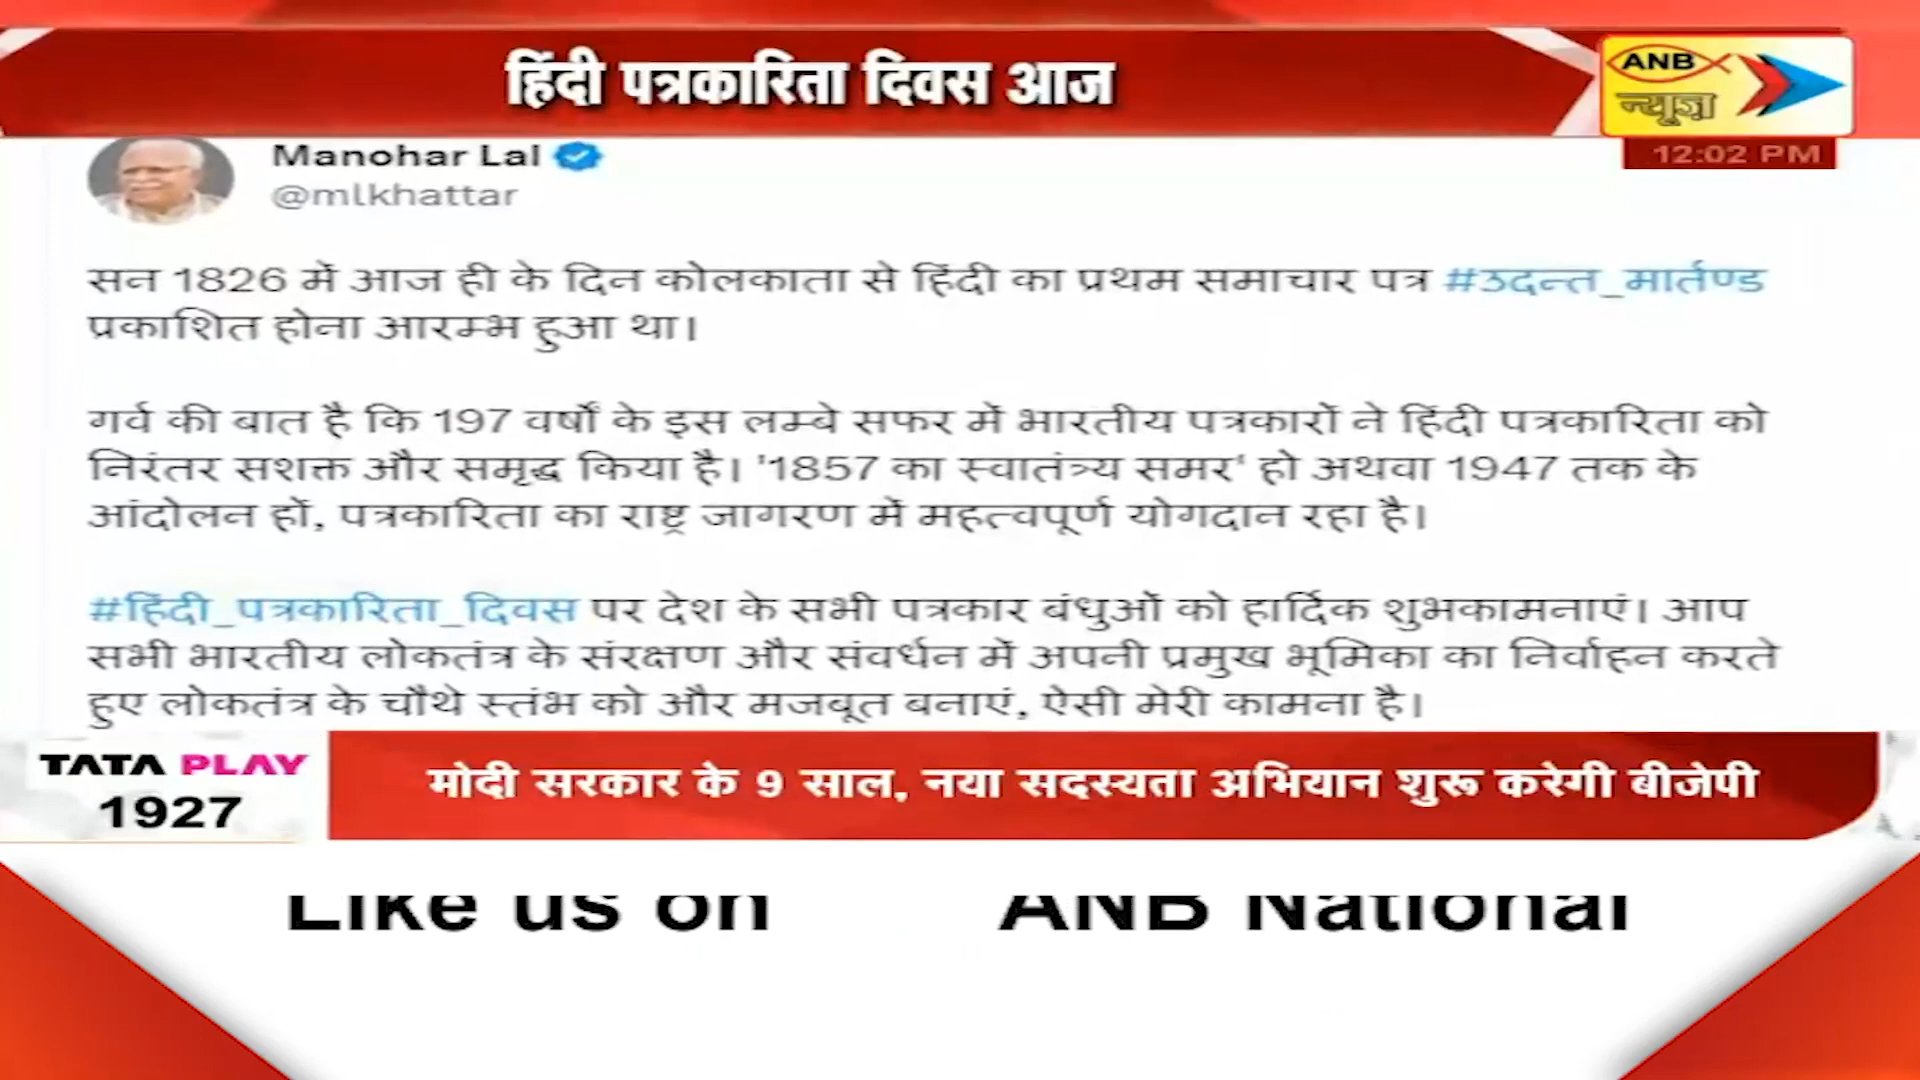 हिंदी पत्रकारिता दिवस आज
ANB
न्यूज़
12:02 PM
Manohar Lal
@mlkhattar
सन 1826 में आज ही के दिन कोलकाता से हिंदी का प्रथम समाचार पत्र #उदन्त_मार्तण्ड
प्रकाशित होना आरम्भ हुआ था।
गर्व की बात है कि 197 वर्षों के इस लम्बे सफर में भारतीय पत्रकारों ने हिंदी पत्रकारिता को
निरंतर सशक्त और समृद्ध किया है। '1857 का स्वातंत्र्य समर' हो अथवा 1947 तक के
आंदोलन हों, पत्रकारिता का राष्ट्र जागरण में महत्वपूर्ण योगदान रहा है।
#हिंदी_पत्रकारिता_दिवस पर देश के सभी पत्रकार बंधुओं को हार्दिक शुभकामनाएं। आप
सभी भारतीय लोकतंत्र के संरक्षण और संवर्धन में अपनी प्रमुख भूमिका का निर्वाहन करते
हुए लोकतंत्र के चौथे स्तंभ को और मजबूत बनाएं, ऐसी मेरी कामना है।
TATA PLAY
1927
मोदी सरकार के 9 साल, नया सदस्यता अभियान शुरू करेगी बीजेपी
Like us on ANB National